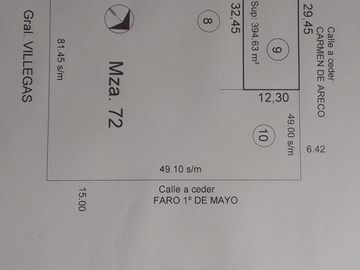 Gral. VILLEGAS
81.45 s/m
Mza. 72
8
32,45
Sup: 394.63 m²
9
29.45
Calle a ceder
CARMEN DE ARECO
12,30
10
49.00 s/m
6.42
49.10 s/m
15.00
Calle a ceder
FARO 1º DE MAYO